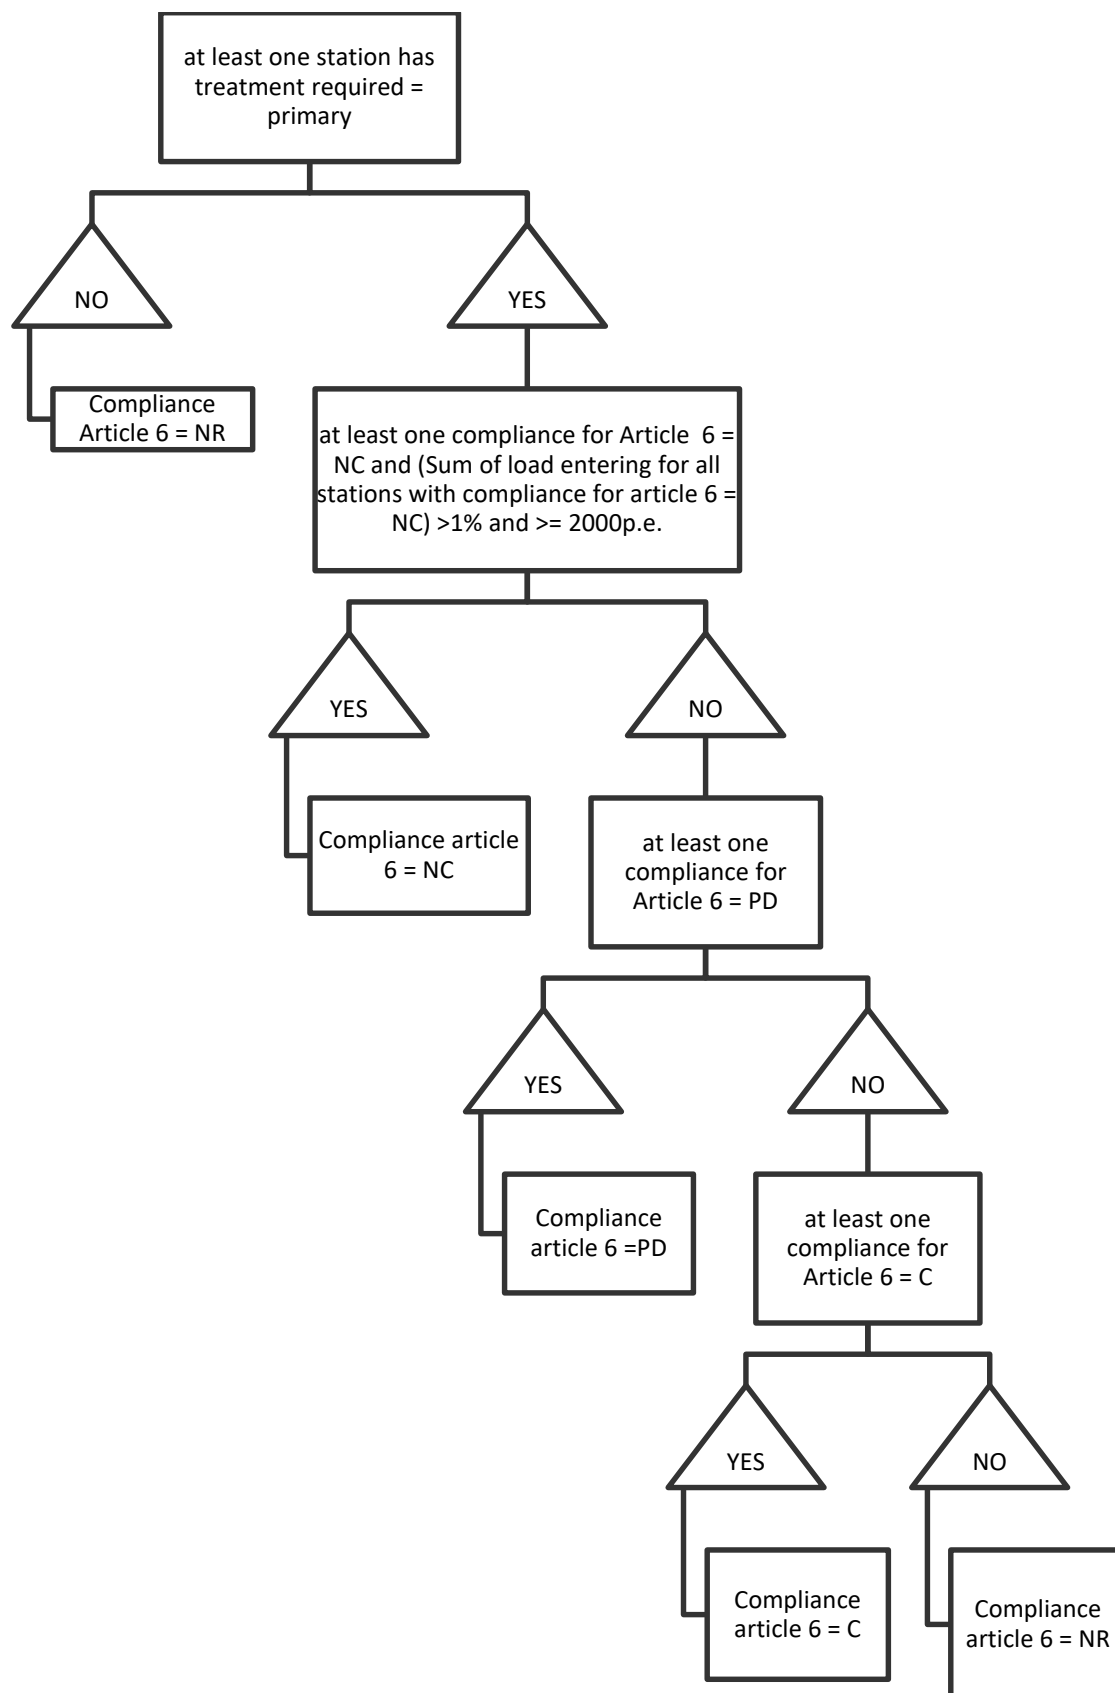 at least one station has
treatment required =
primary
NO
YES
Compliance
Article 6 = NR
at least one compliance for Article  6 =
NC and (Sum of load entering for all
stations with compliance for article 6 =
NC) >1% and >= 2000p.e.
YES
NO
Compliance article
6 = NC
at least one
compliance for
Article 6 = PD
YES
NO
Compliance
article 6 =PD
at least one
compliance for
Article 6 = C
YES
NO
Compliance
article 6 = C
Compliance
article 6 = NR